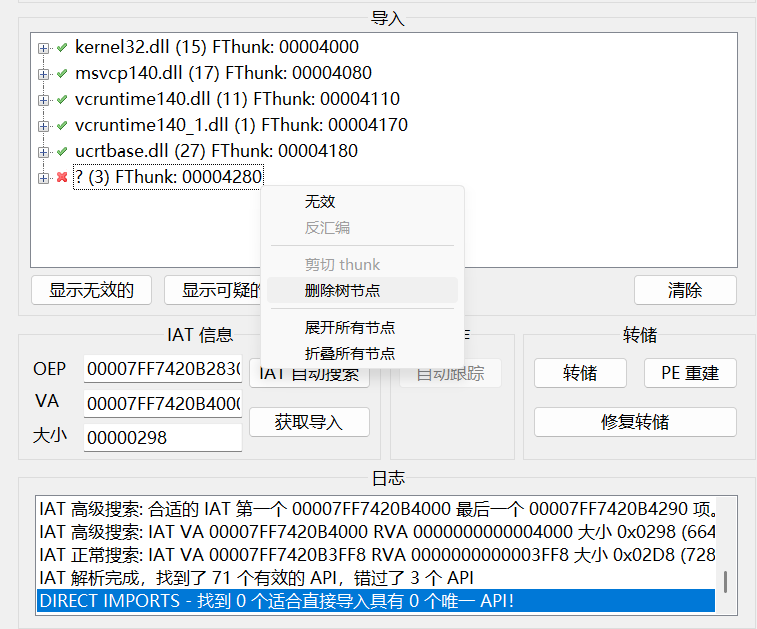 导入
kernel32.dll (15) FThunk: 00004000
msvcp140.dll (17) FThunk: 00004080
vcruntime140.dll (11) FThunk: 00004110
vcruntime140_1.dll (1) FThunk: 00004170
ucrtbase.dll (27) FThunk: 00004180
? (3) FThunk: 00004280
无效
反汇编
剪切 thunk
删除树节点
展开所有节点
折叠所有节点
显示无效的
显示可疑的
清除
IAT 信息
OEP 00007FF7420B2830
VA 00007FF7420B4000
大小 00000298
IAT 自动搜索
获取导入
自动跟踪
转储
转储
PE 重建
修复转储
日志
IAT 高级搜索: 合适的 IAT 第一个 00007FF7420B4000 最后一个 00007FF7420B4290 项。
IAT 高级搜索: IAT VA 00007FF7420B4000 RVA 0000000000004000 大小 0x0298 (664
IAT 正常搜索: IAT VA 00007FF7420B3FF8 RVA 0000000000003FF8 大小 0x02D8 (728
IAT 解析完成，找到了 71 个有效的 API，错过了 3 个 API
DIRECT IMPORTS - 找到 0 个适合直接导入具有 0 个唯一 API!